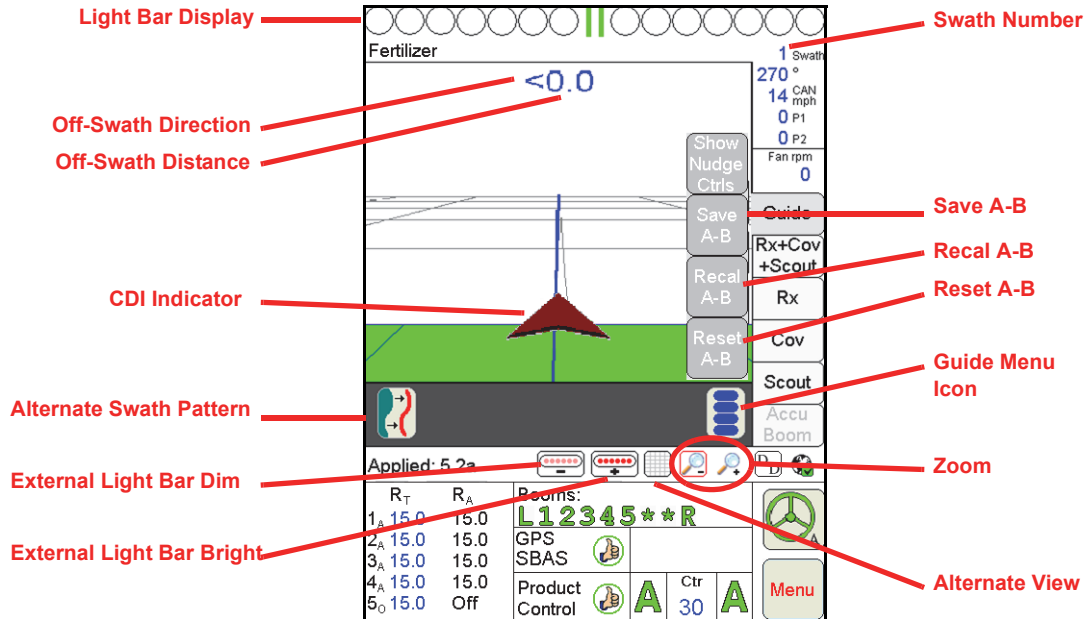 Light Bar Display
Swath Number
Fertilizer
<0.0
1 Swath
270 °
14 CAN mph
0 P1
0 P2
Fan rpm
0
Off-Swath Direction
Off-Swath Distance
Show
Nudge
Ctrls
Save
A-B
Recal
A-B
Reset
A-B
Guide
Rx+Cov
+Scout
Rx
Cov
Scout
Accu
Boom
Save A-B
Recal A-B
Reset A-B
Guide Menu
Icon
CDI Indicator
Alternate Swath Pattern
Zoom
External Light Bar Dim
External Light Bar Bright
Alternate View
Applied: 5.2a
RT RA
1A 15.0 15.0
2A 15.0 15.0
3A 15.0 15.0
4A 15.0 15.0
5O 15.0 Off
Booms:
L12345**R
GPS
SBAS
Product
Control
A
Ctr
30
A
A
Menu